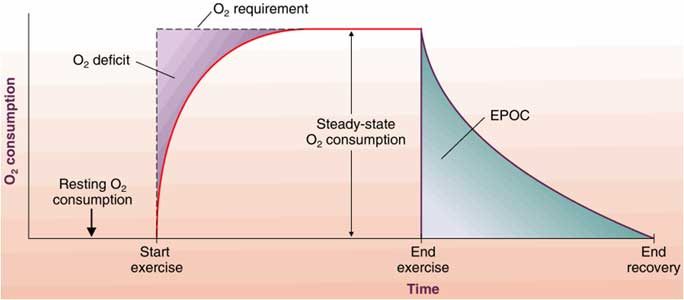 O₂ requirement
O₂ deficit
Steady-state
O₂ consumption
EPOC
O₂ consumption
Resting O₂
consumption
Start
exercise
End
exercise
End
recovery
Time